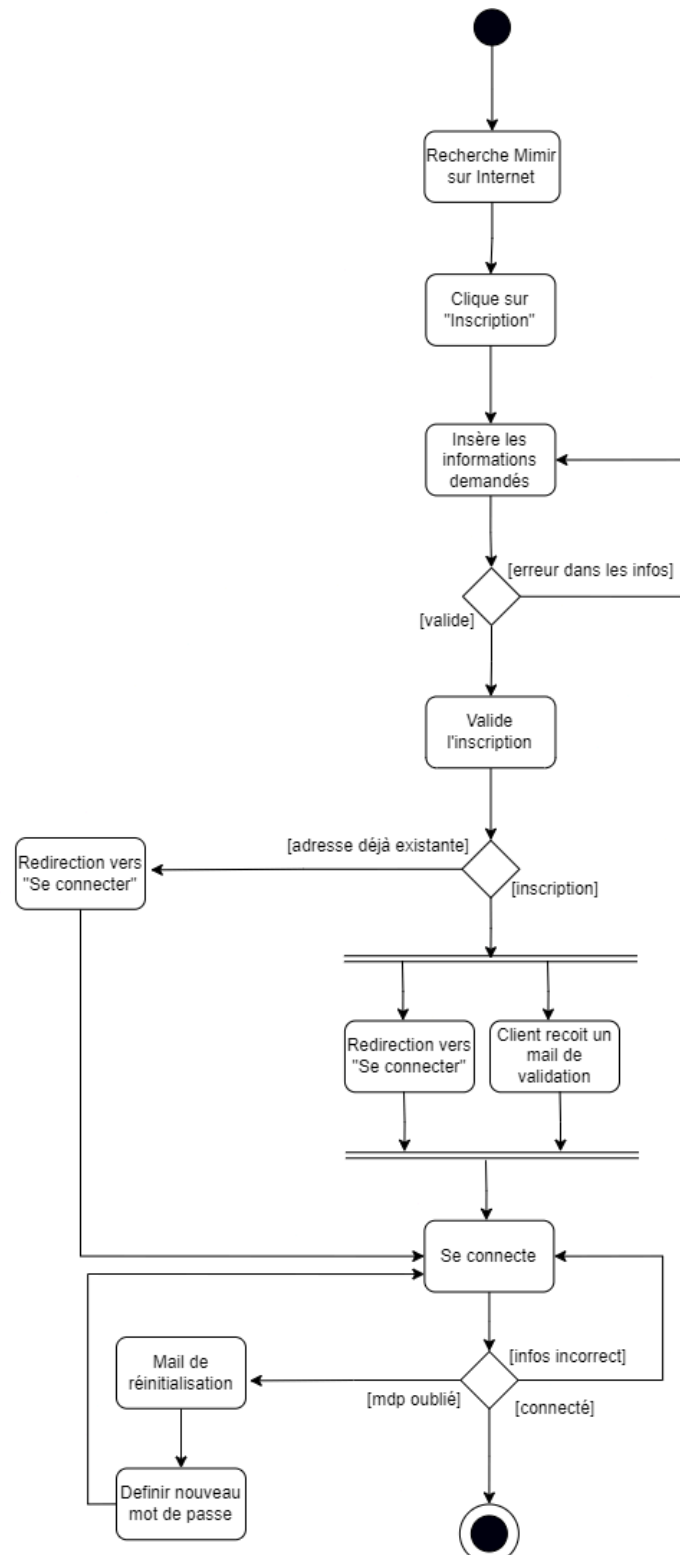 Recherche Mimir
sur Internet
Clique sur
"Inscription"
Insère les
informations
demandés
[erreur dans les infos]
[valide]
Valide
l'inscription
[adresse déjà existante]
Redirection vers
"Se connecter"
[inscription]
Redirection vers
"Se connecter"
Client recoit un
mail de
validation
Se connecte
[infos incorrect]
Mail de
réinitialisation
[mdp oublié]
[connecté]
Definir nouveau
mot de passe